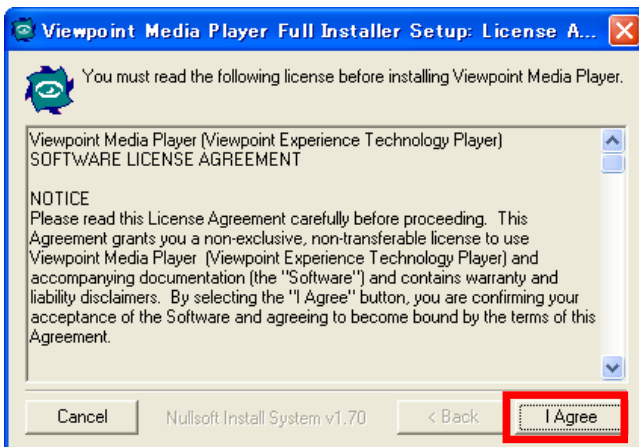 Viewpoint Media Player Full Installer Setup: License A...
You must read the following license before installing Viewpoint Media Player.
Viewpoint Media Player (Viewpoint Experience Technology Player)
SOFTWARE LICENSE AGREEMENT
NOTICE
Please read this License Agreement carefully before proceeding.  This
Agreement grants you a non-exclusive, non-transferable license to use
Viewpoint Media Player  (Viewpoint Experience Technology Player) and
accompanying documentation (the "Software") and contains warranty and
liability disclaimers.  By selecting the "I Agree" button, you are confirming your
acceptance of the Software and agreeing to become bound by the terms of this
Agreement.
Cancel Nullsoft Install System v1.70 < Back I Agree